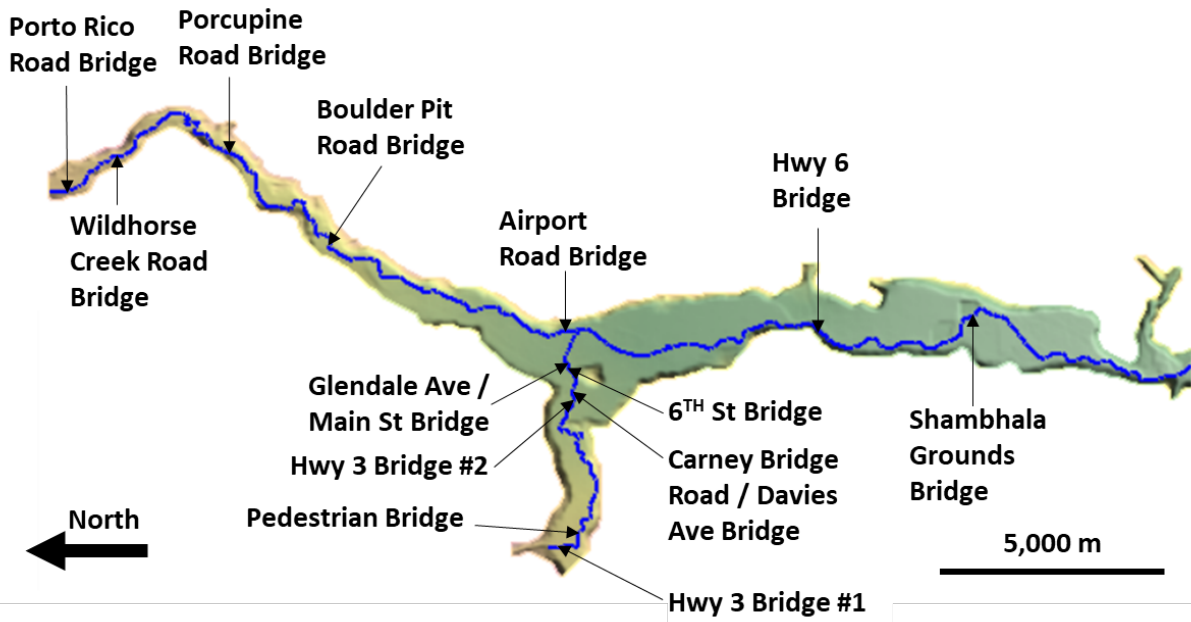 Porto Rico
Road Bridge
Porcupine
Road Bridge
Boulder Pit
Road Bridge
Hwy 6
Bridge
Airport
Road Bridge
Wildhorse
Creek Road
Bridge
Glendale Ave /
Main St Bridge
6TH St Bridge
Hwy 3 Bridge #2
Carney Bridge
Road / Davies
Ave Bridge
Shambhala
Grounds
Bridge
Pedestrian Bridge
North
5,000 m
Hwy 3 Bridge #1